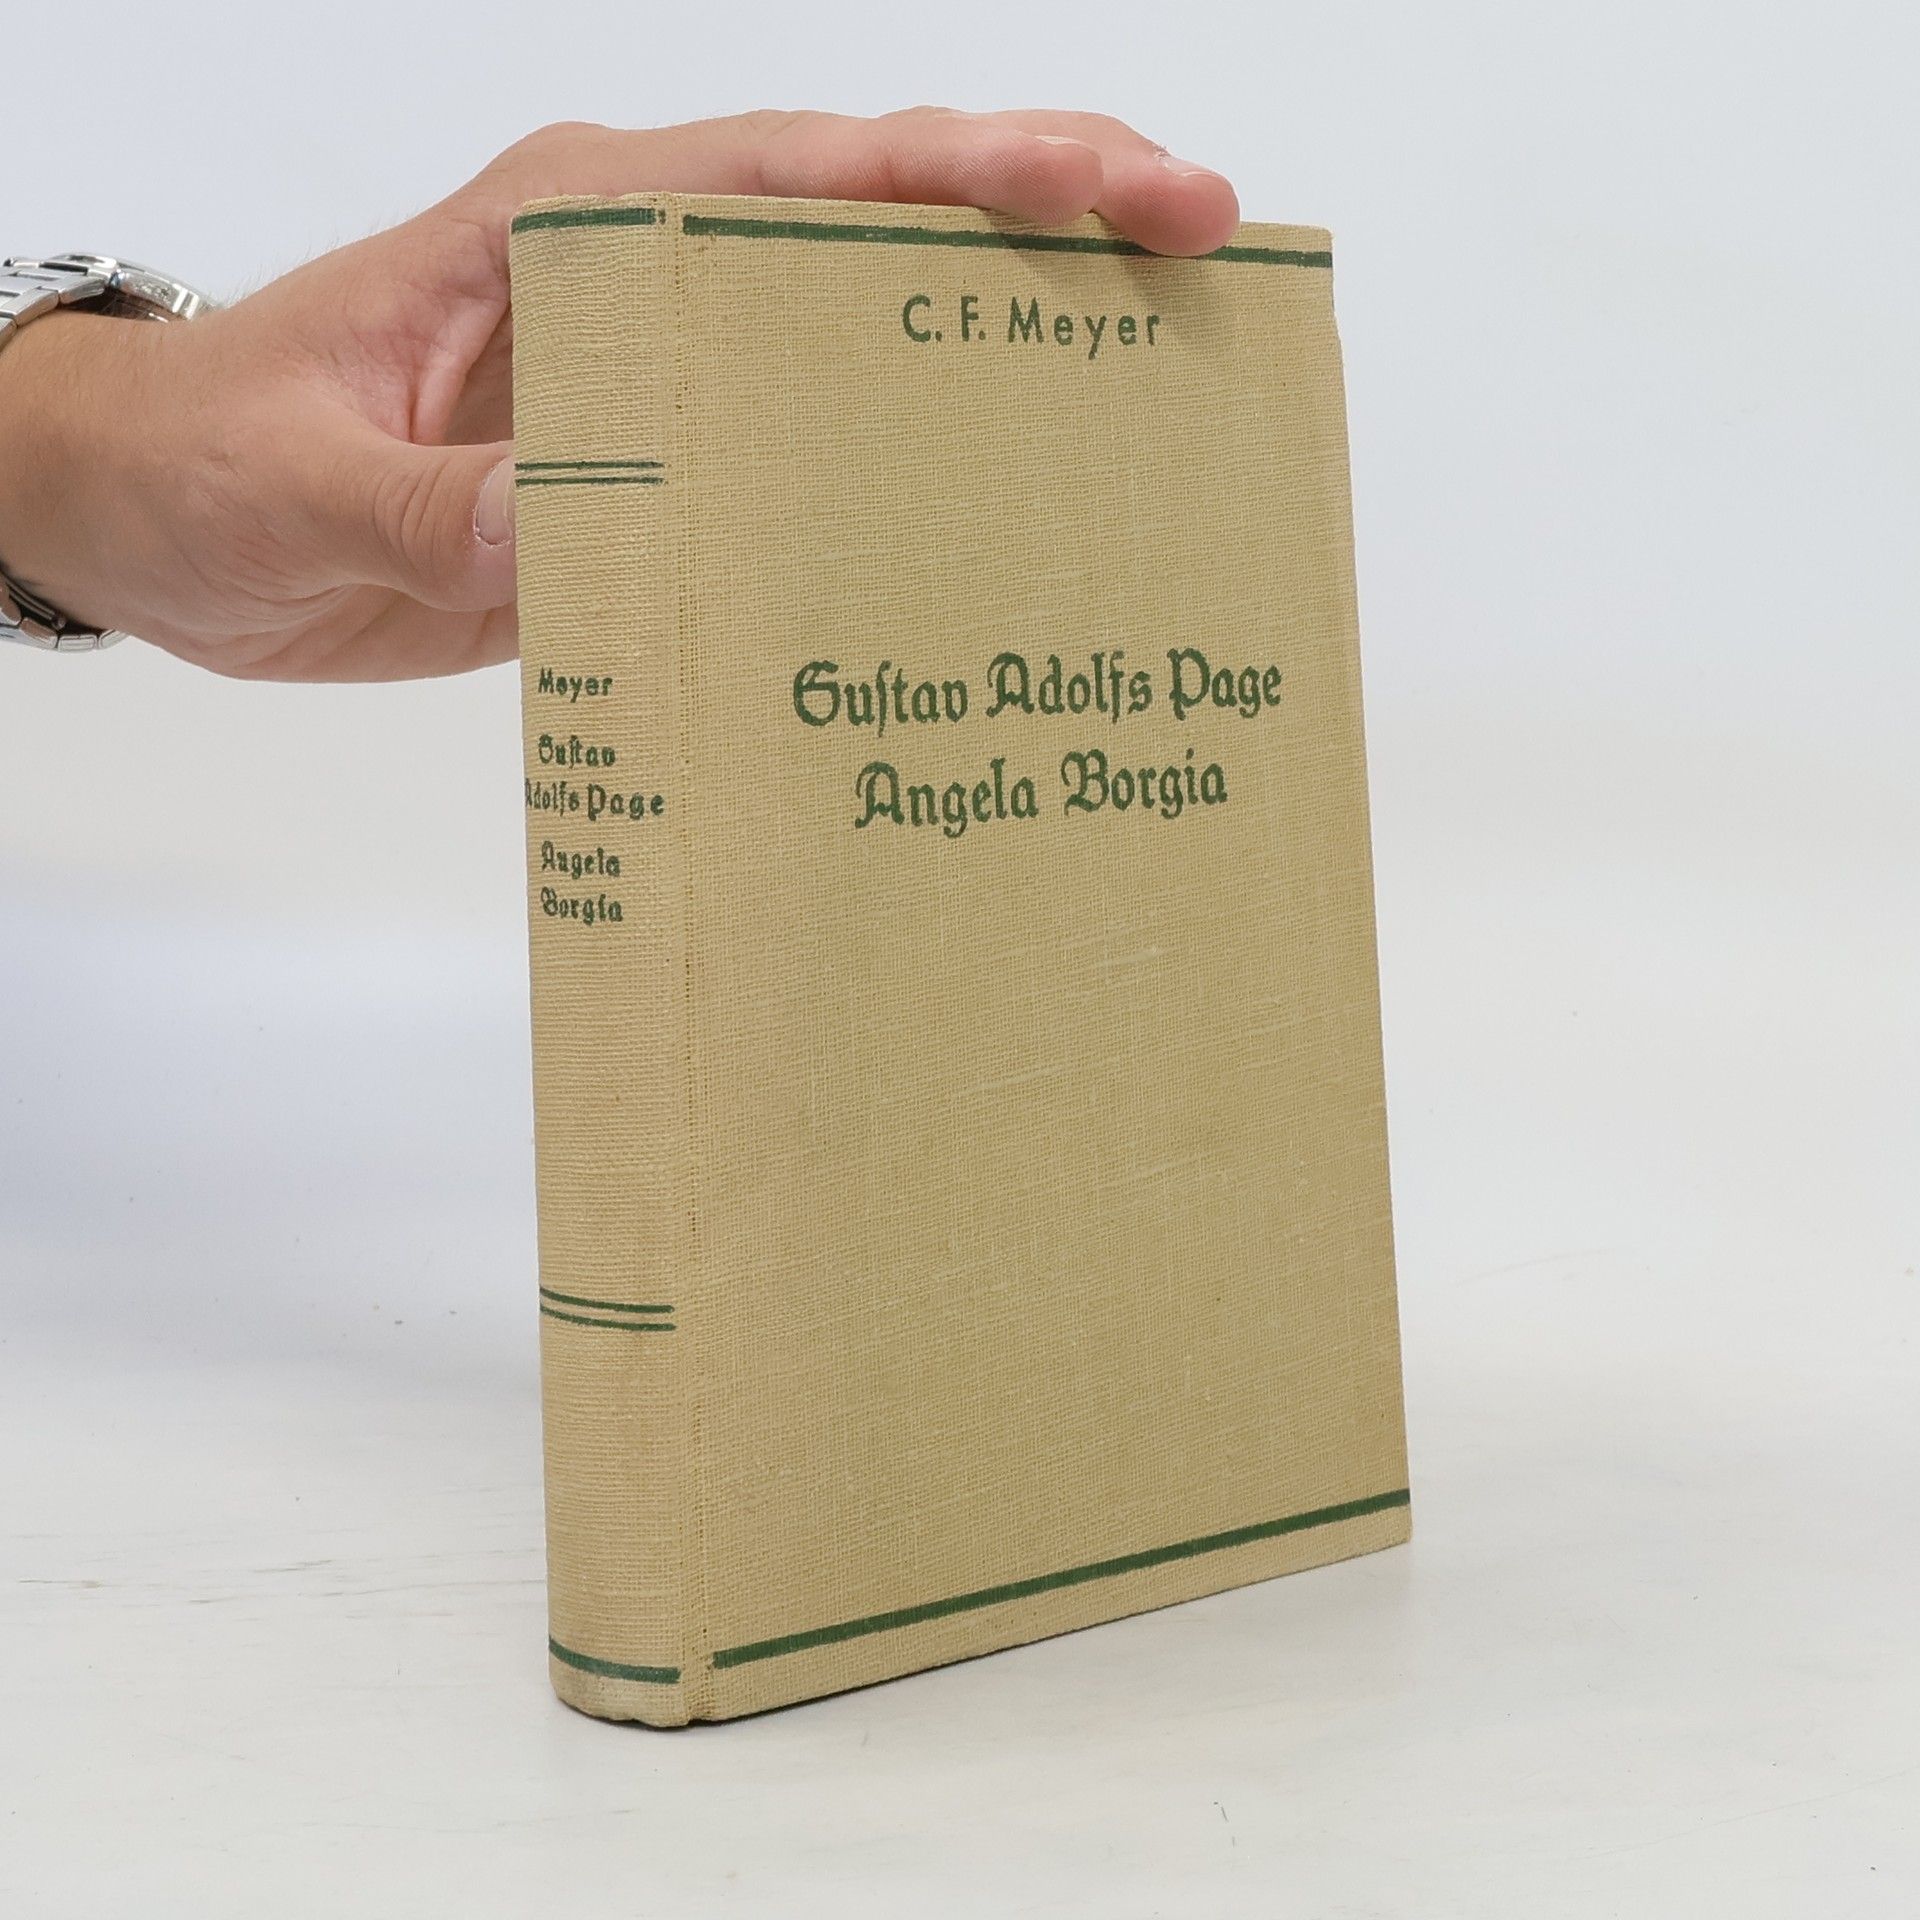 C. F. Meyer
Guſtav Adolfs Page
Angela Borgia
Meyer
Guſtav
Adolfs Page
Angela
Borgia